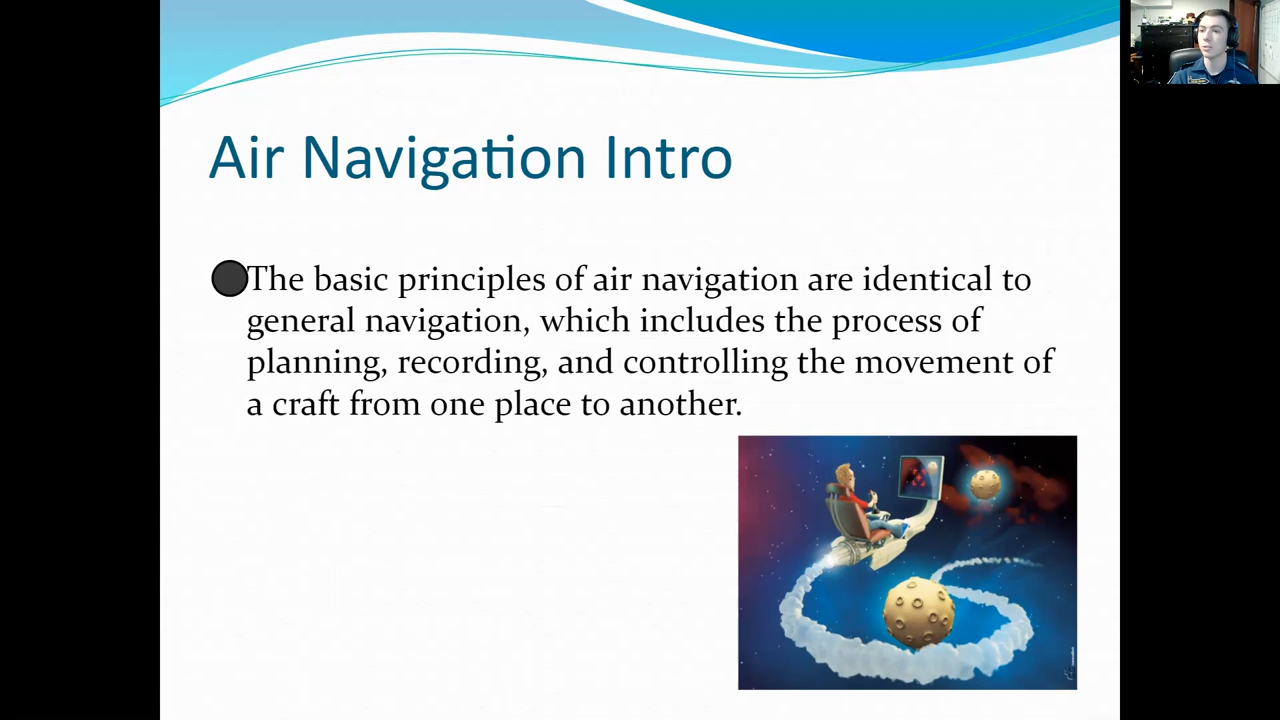 Air Navigation Intro
The basic principles of air navigation are identical to
general navigation, which includes the process of
planning, recording, and controlling the movement of
a craft from one place to another.